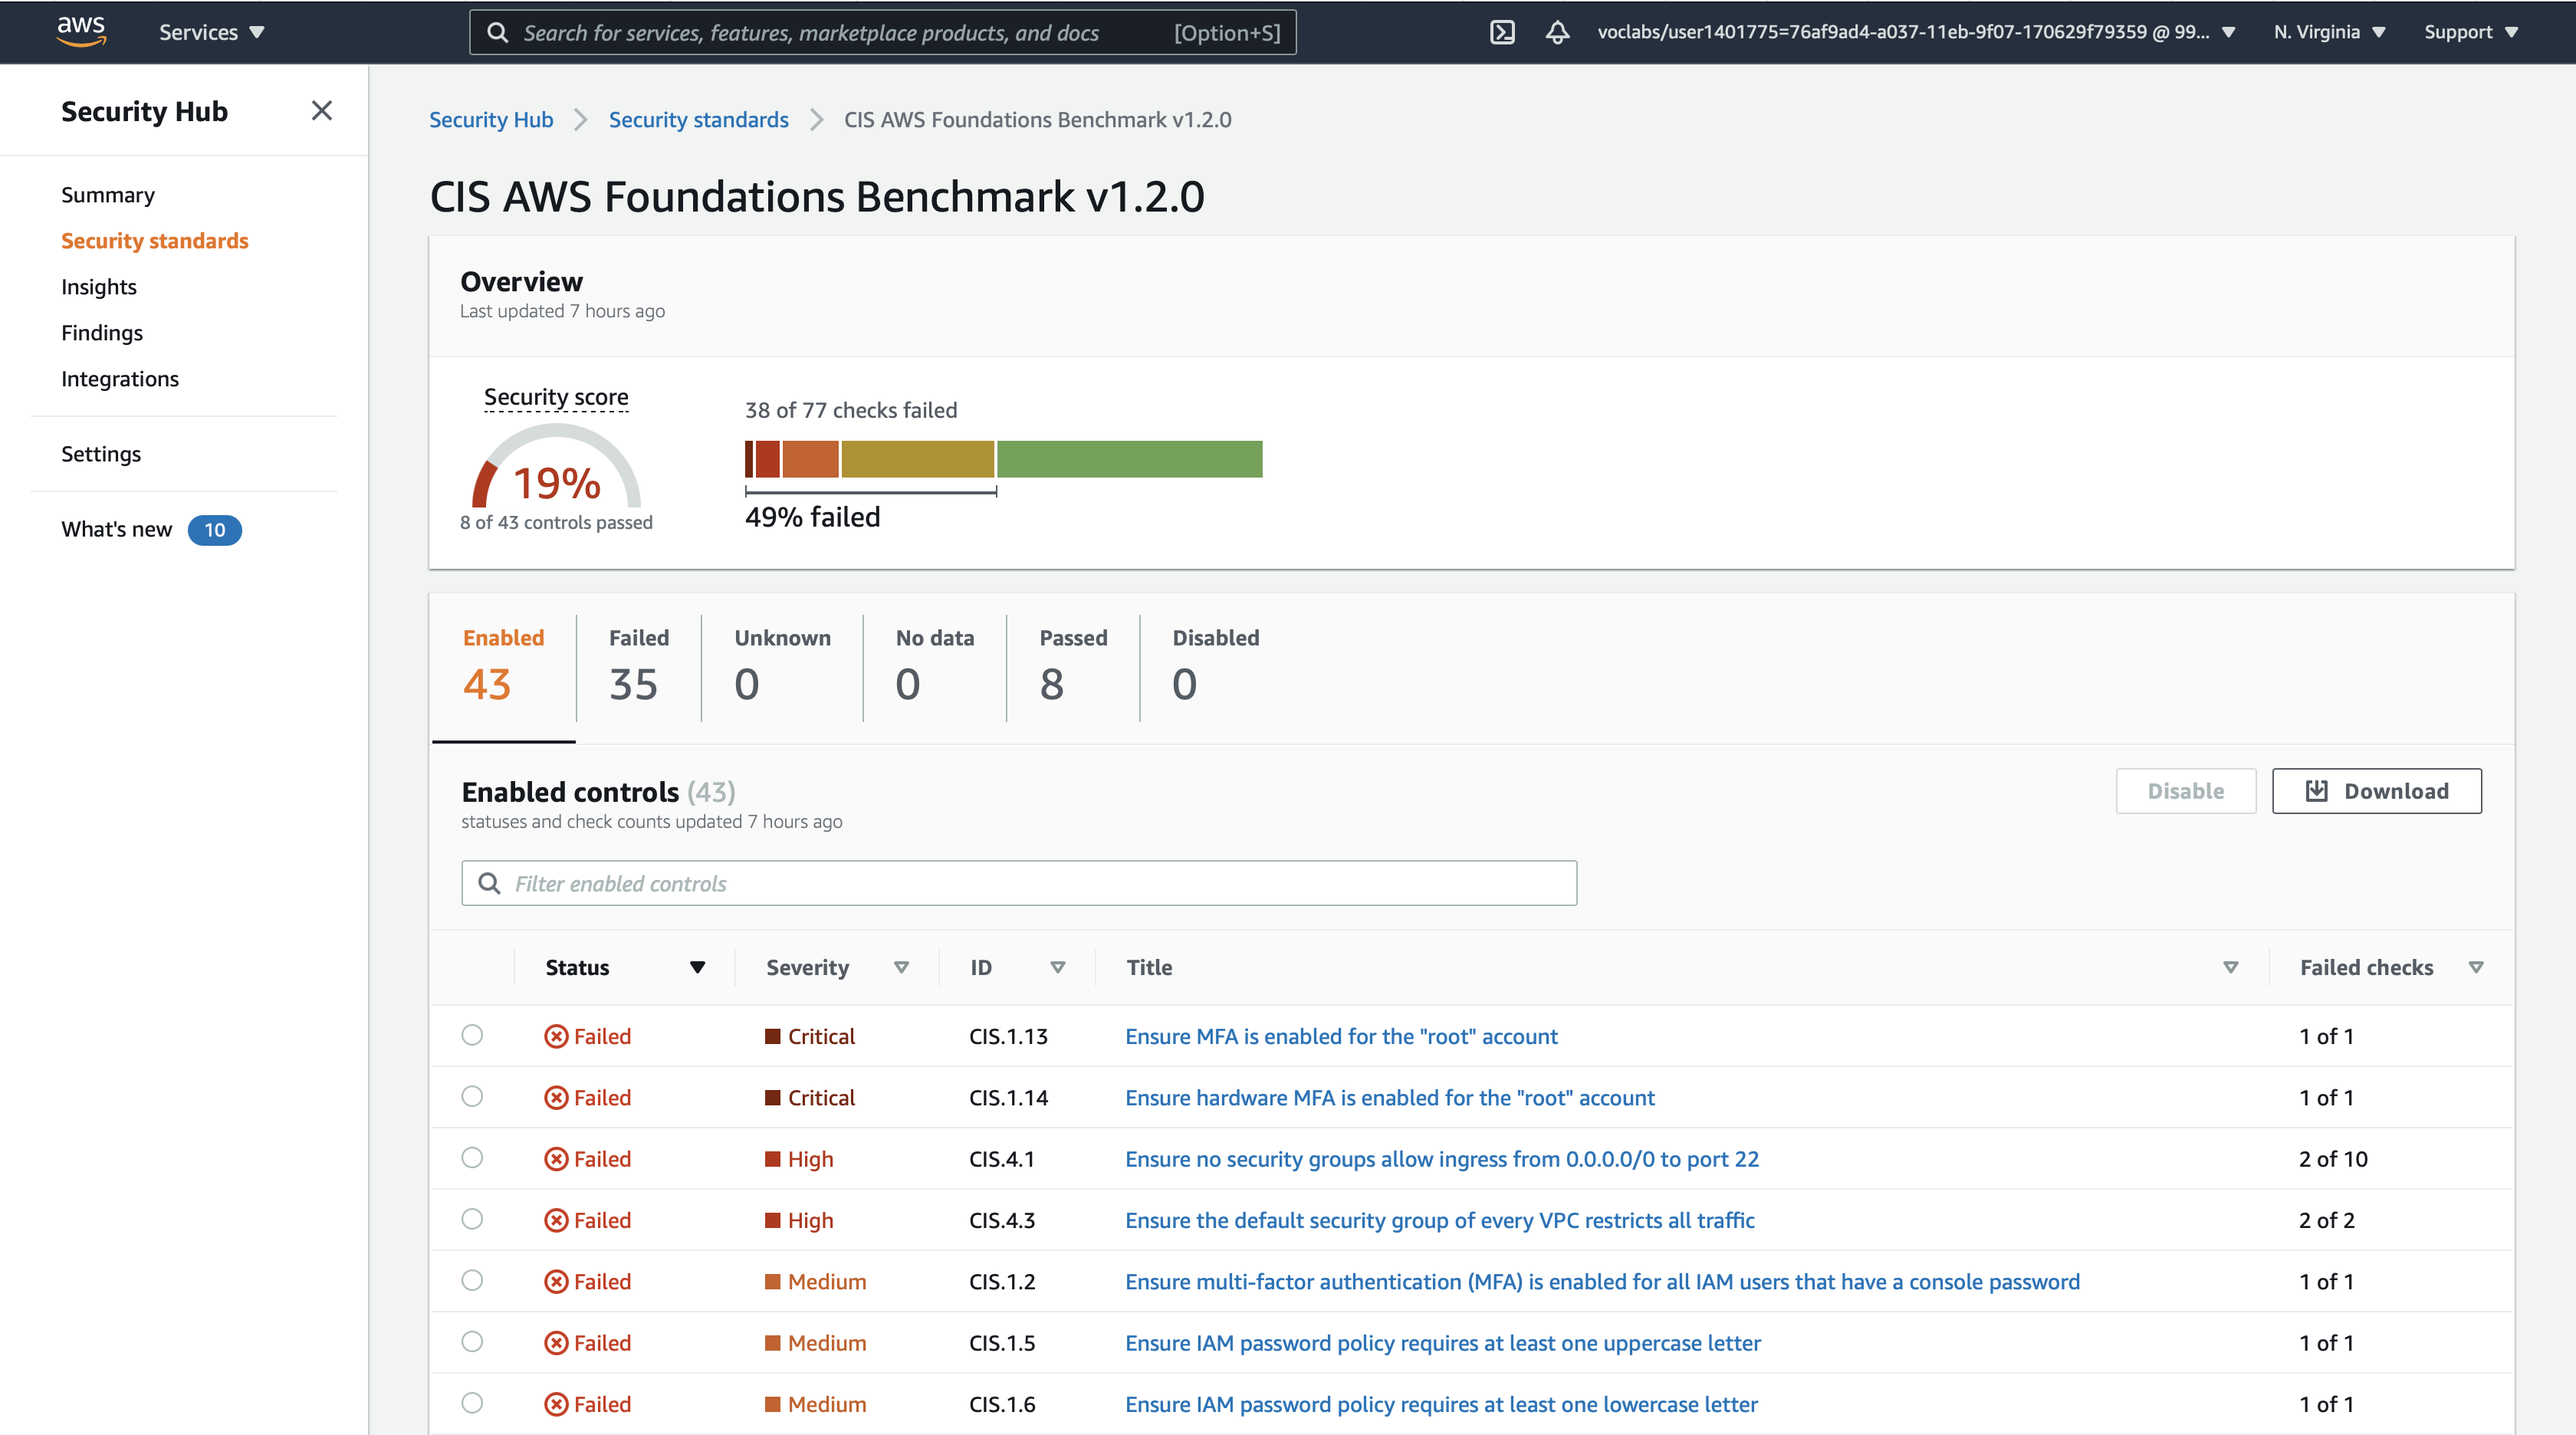 aws Services Search for services, features, marketplace products, and docs [Option+S] voclabs/user1401775=76af9ad4-a037-11eb-9f07-170629f79359 @ 99... N. Virginia Support
Security Hub
Summary
Security standards
Insights
Findings
Integrations
Settings
What's new 10
Security Hub Security standards CIS AWS Foundations Benchmark v1.2.0
CIS AWS Foundations Benchmark v1.2.0
Overview
Last updated 7 hours ago
Security score
19%
8 of 43 controls passed
38 of 77 checks failed
49% failed
Enabled Failed Unknown No data Passed Disabled
43 35 0 0 8 0
Enabled controls (43)
statuses and check counts updated 7 hours ago
Disable Download
Filter enabled controls
Status Severity ID Title Failed checks
Failed Critical CIS.1.13 Ensure MFA is enabled for the "root" account 1 of 1
Failed Critical CIS.1.14 Ensure hardware MFA is enabled for the "root" account 1 of 1
Failed High CIS.4.1 Ensure no security groups allow ingress from 0.0.0.0/0 to port 22 2 of 10
Failed High CIS.4.3 Ensure the default security group of every VPC restricts all traffic 2 of 2
Failed Medium CIS.1.2 Ensure multi-factor authentication (MFA) is enabled for all IAM users that have a console password 1 of 1
Failed Medium CIS.1.5 Ensure IAM password policy requires at least one uppercase letter 1 of 1
Failed Medium CIS.1.6 Ensure IAM password policy requires at least one lowercase letter 1 of 1